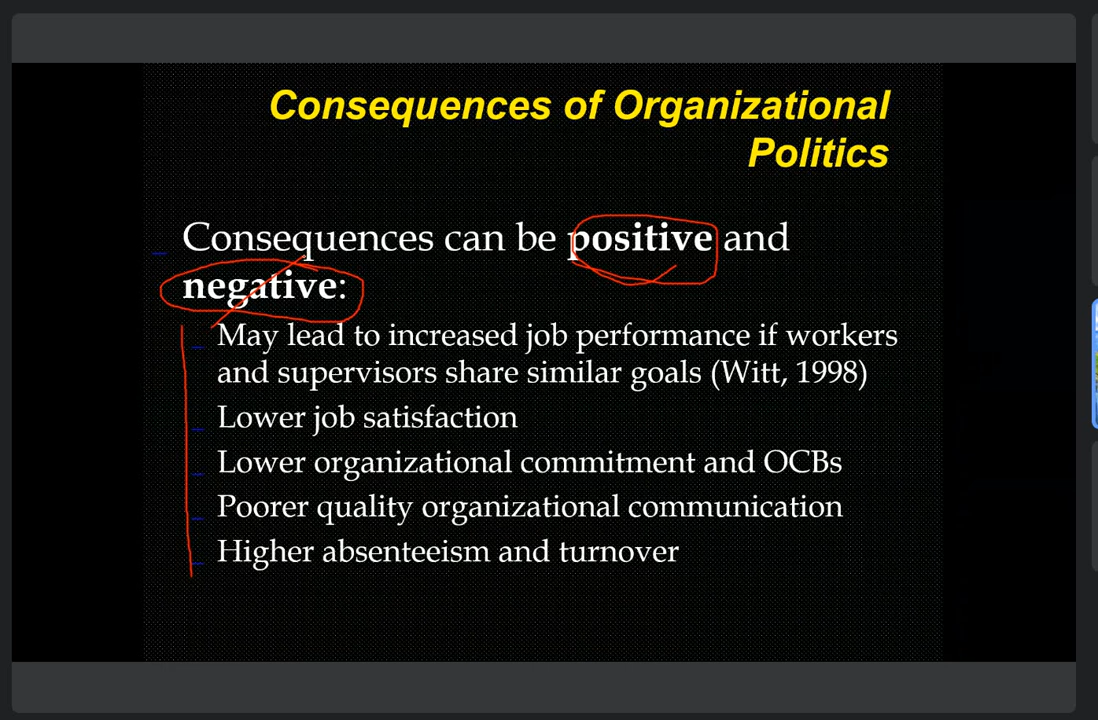 Consequences of Organizational
Politics
Consequences can be positive and
negative:
May lead to increased job performance if workers
and supervisors share similar goals (Witt, 1998)
Lower job satisfaction
Lower organizational commitment and OCBs
Poorer quality organizational communication
Higher absenteeism and turnover